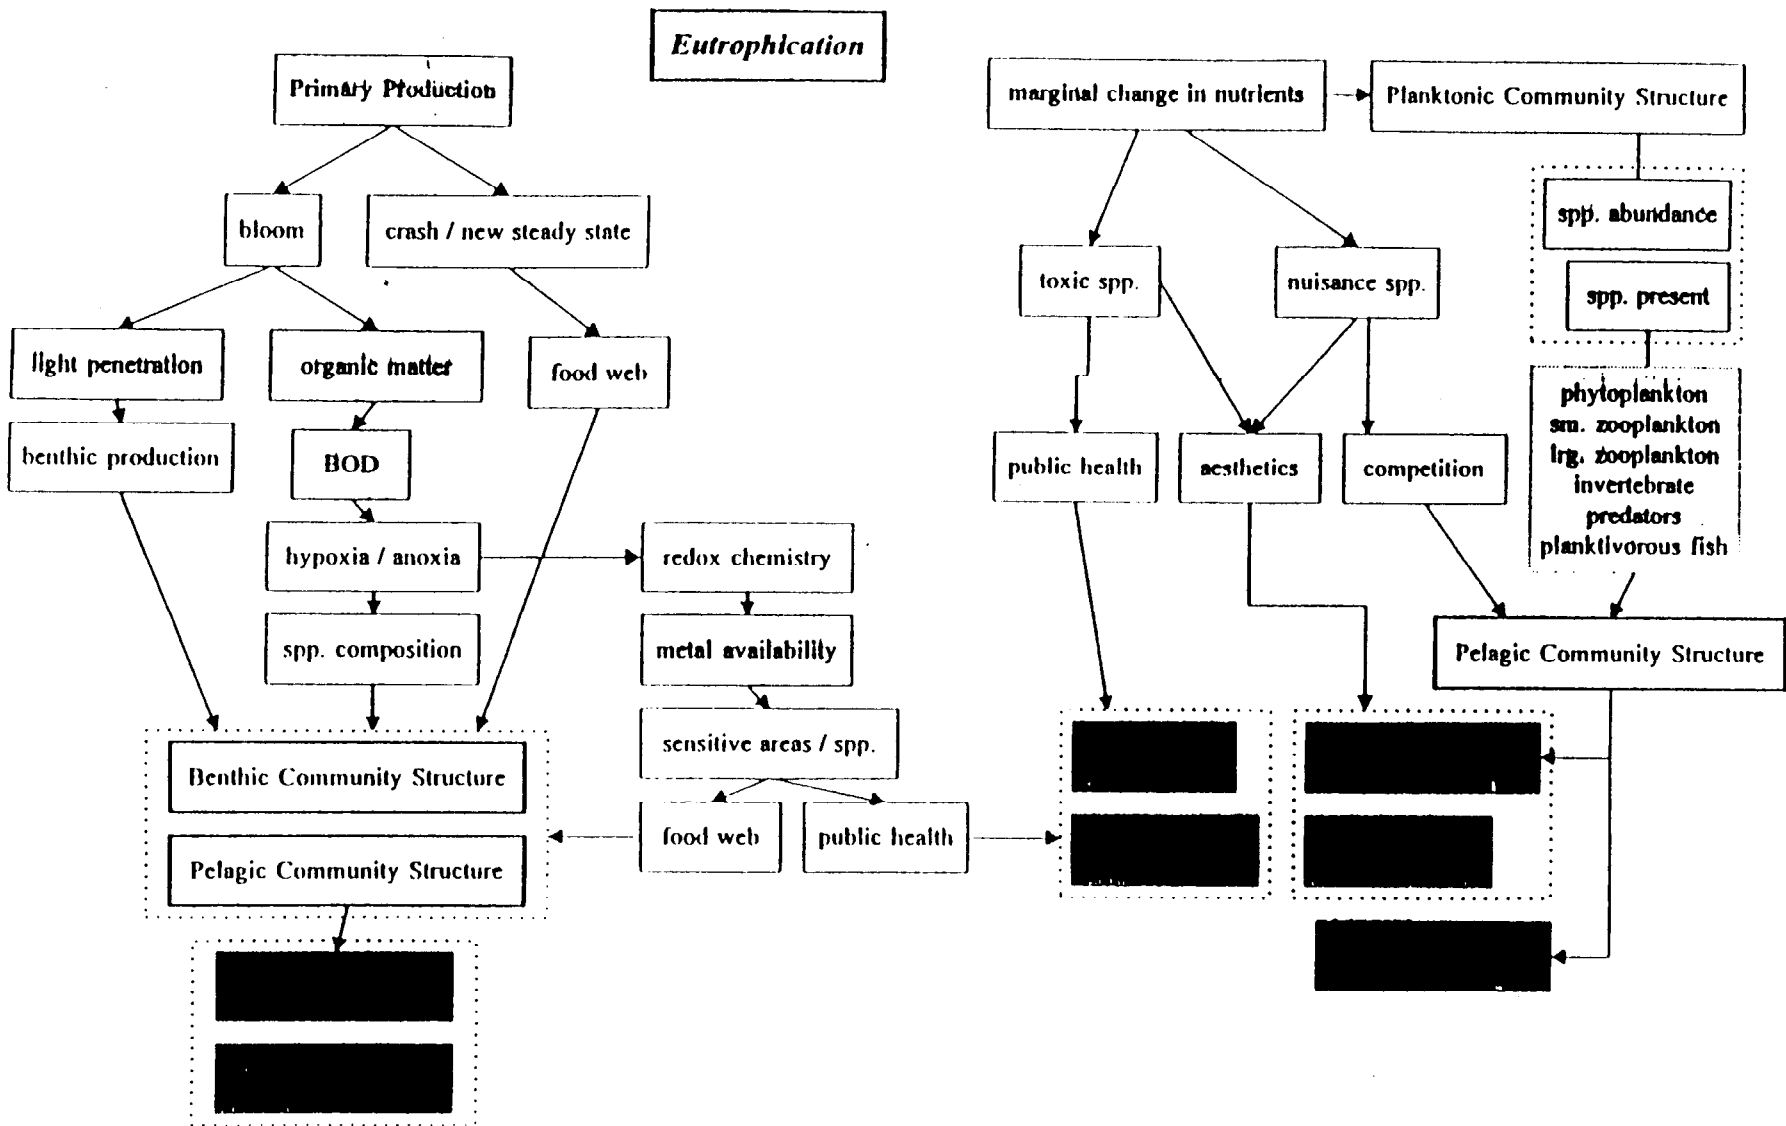 Eutrophication
Primary Production
bloom
crash / new steady state
light penetration
organic matter
food web
benthic production
BOD
hypoxia / anoxia
redox chemistry
spp. composition
metal availability
sensitive areas / spp.
Benthic Community Structure
Pelagic Community Structure
food web
public health
marginal change in nutrients
Planktonic Community Structure
spp. abundance
spp. present
toxic spp.
nuisance spp.
phytoplankton
sm. zooplankton
lrg. zooplankton
invertebrate
predators
planktivorous fish
public health
aesthetics
competition
Pelagic Community Structure